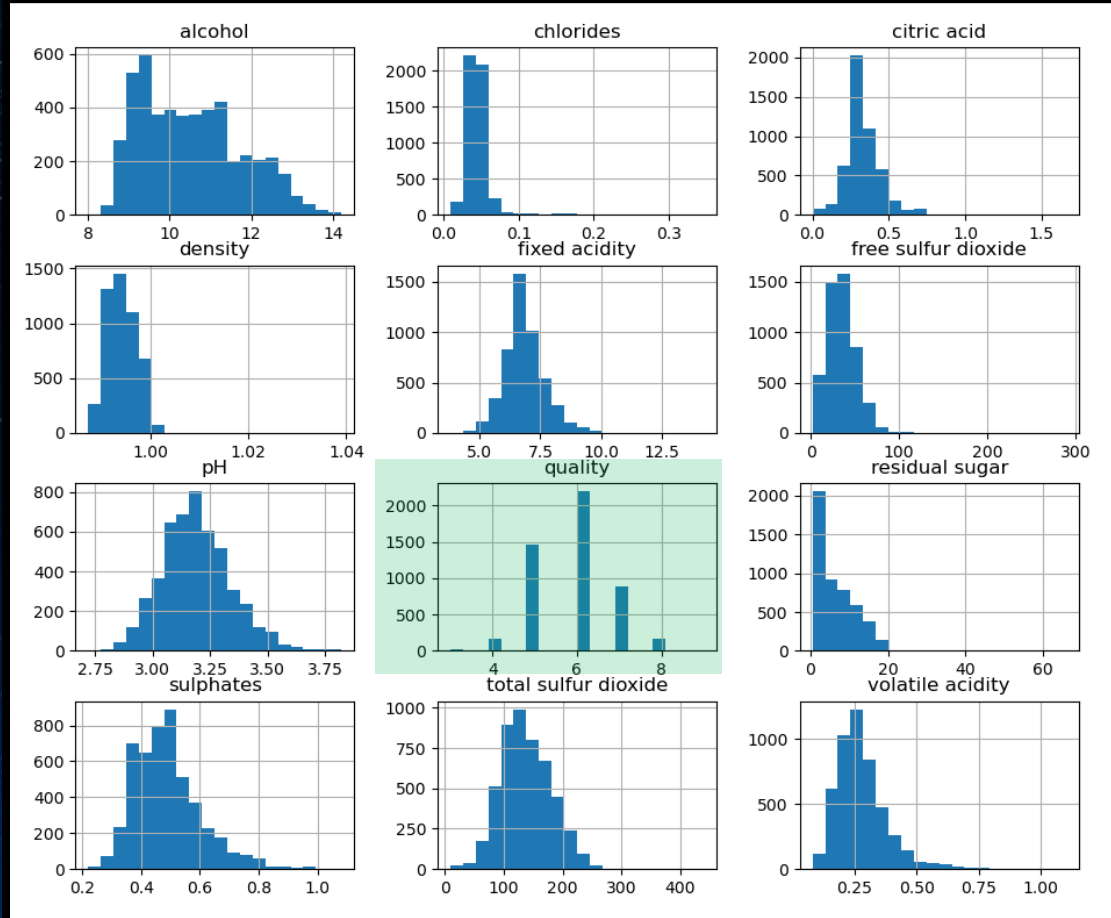 alcohol
chlorides
citric acid
600
400
200
0
8 10 12 14
2000
1500
1000
500
0
0.0 0.1 0.2 0.3
2000
1500
1000
500
0
0.0 0.5 1.0 1.5
density
fixed acidity
free sulfur dioxide
1500
1000
500
0
1.00 1.02 1.04
1500
1000
500
0
5.0 7.5 10.0 12.5
1500
1000
500
0
0 100 200 300
pH
quality
residual sugar
800
600
400
200
0
2.75 3.00 3.25 3.50 3.75
2000
1500
1000
500
0
4 6 8
2000
1500
1000
500
0
0 20 40 60
sulphates
total sulfur dioxide
volatile acidity
800
600
400
200
0
0.2 0.4 0.6 0.8 1.0
1000
750
500
250
0
0 100 200 300 400
1000
500
0
0.25 0.50 0.75 1.00